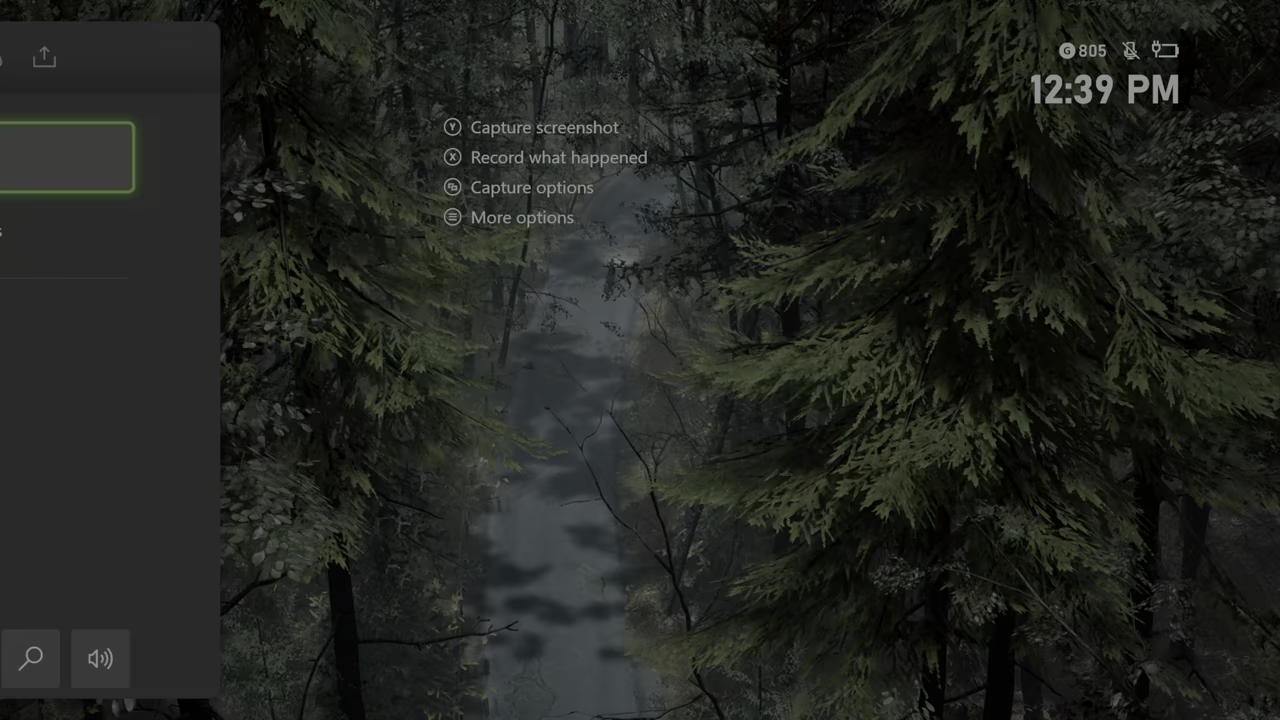 G 805
12:39 PM
Y Capture screenshot
X Record what happened
Capture options
More options
s